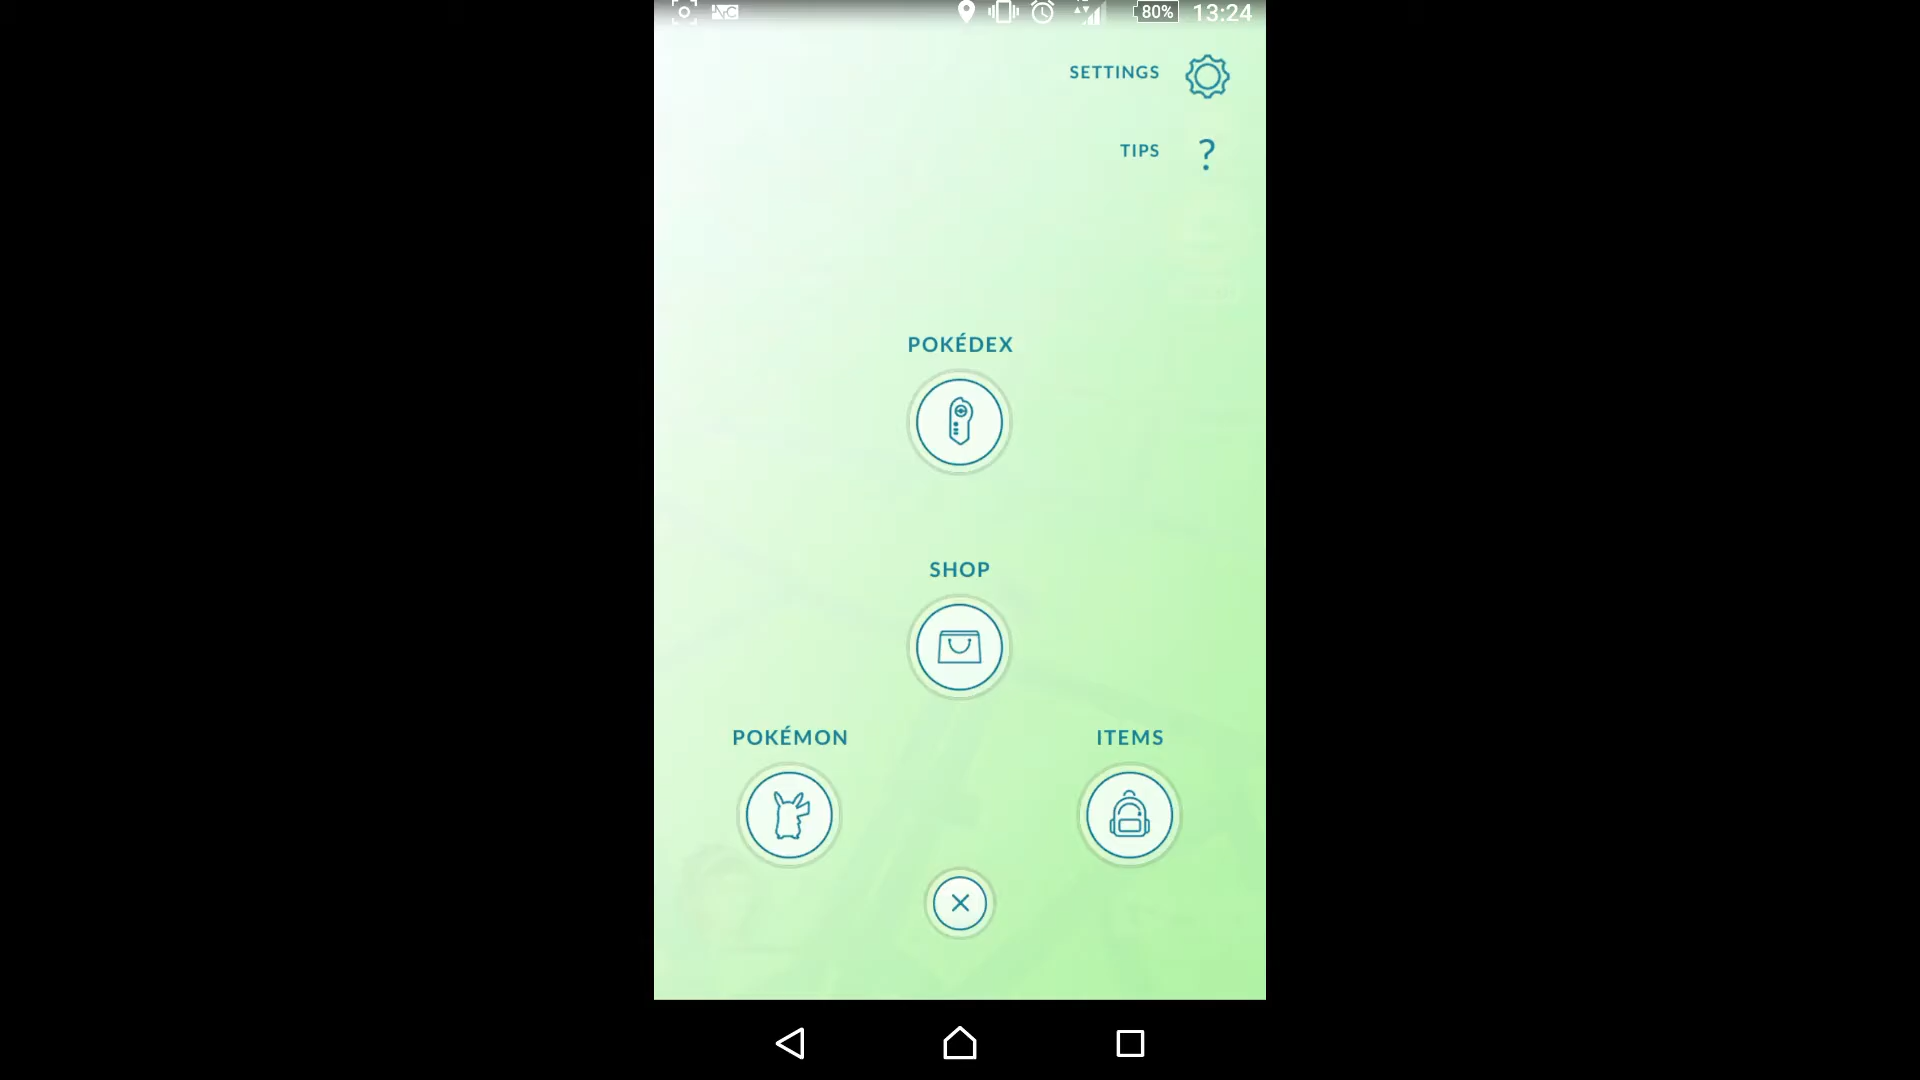 80% 13:24
SETTINGS
TIPS ?
POKÉDEX
SHOP
POKÉMON ITEMS